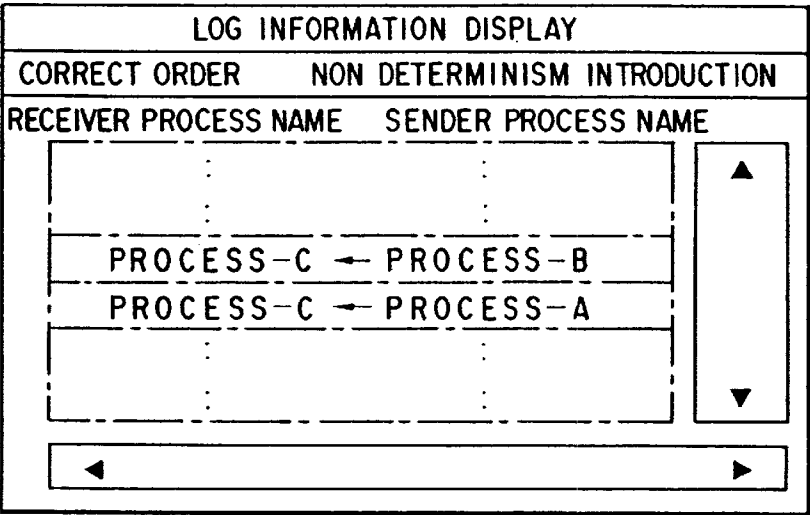 LOG INFORMATION DISPLAY
CORRECT ORDER NON DETERMINISM INTRODUCTION
RECEIVER PROCESS NAME SENDER PROCESS NAME
PROCESS-C ← PROCESS-B
PROCESS-C ← PROCESS-A